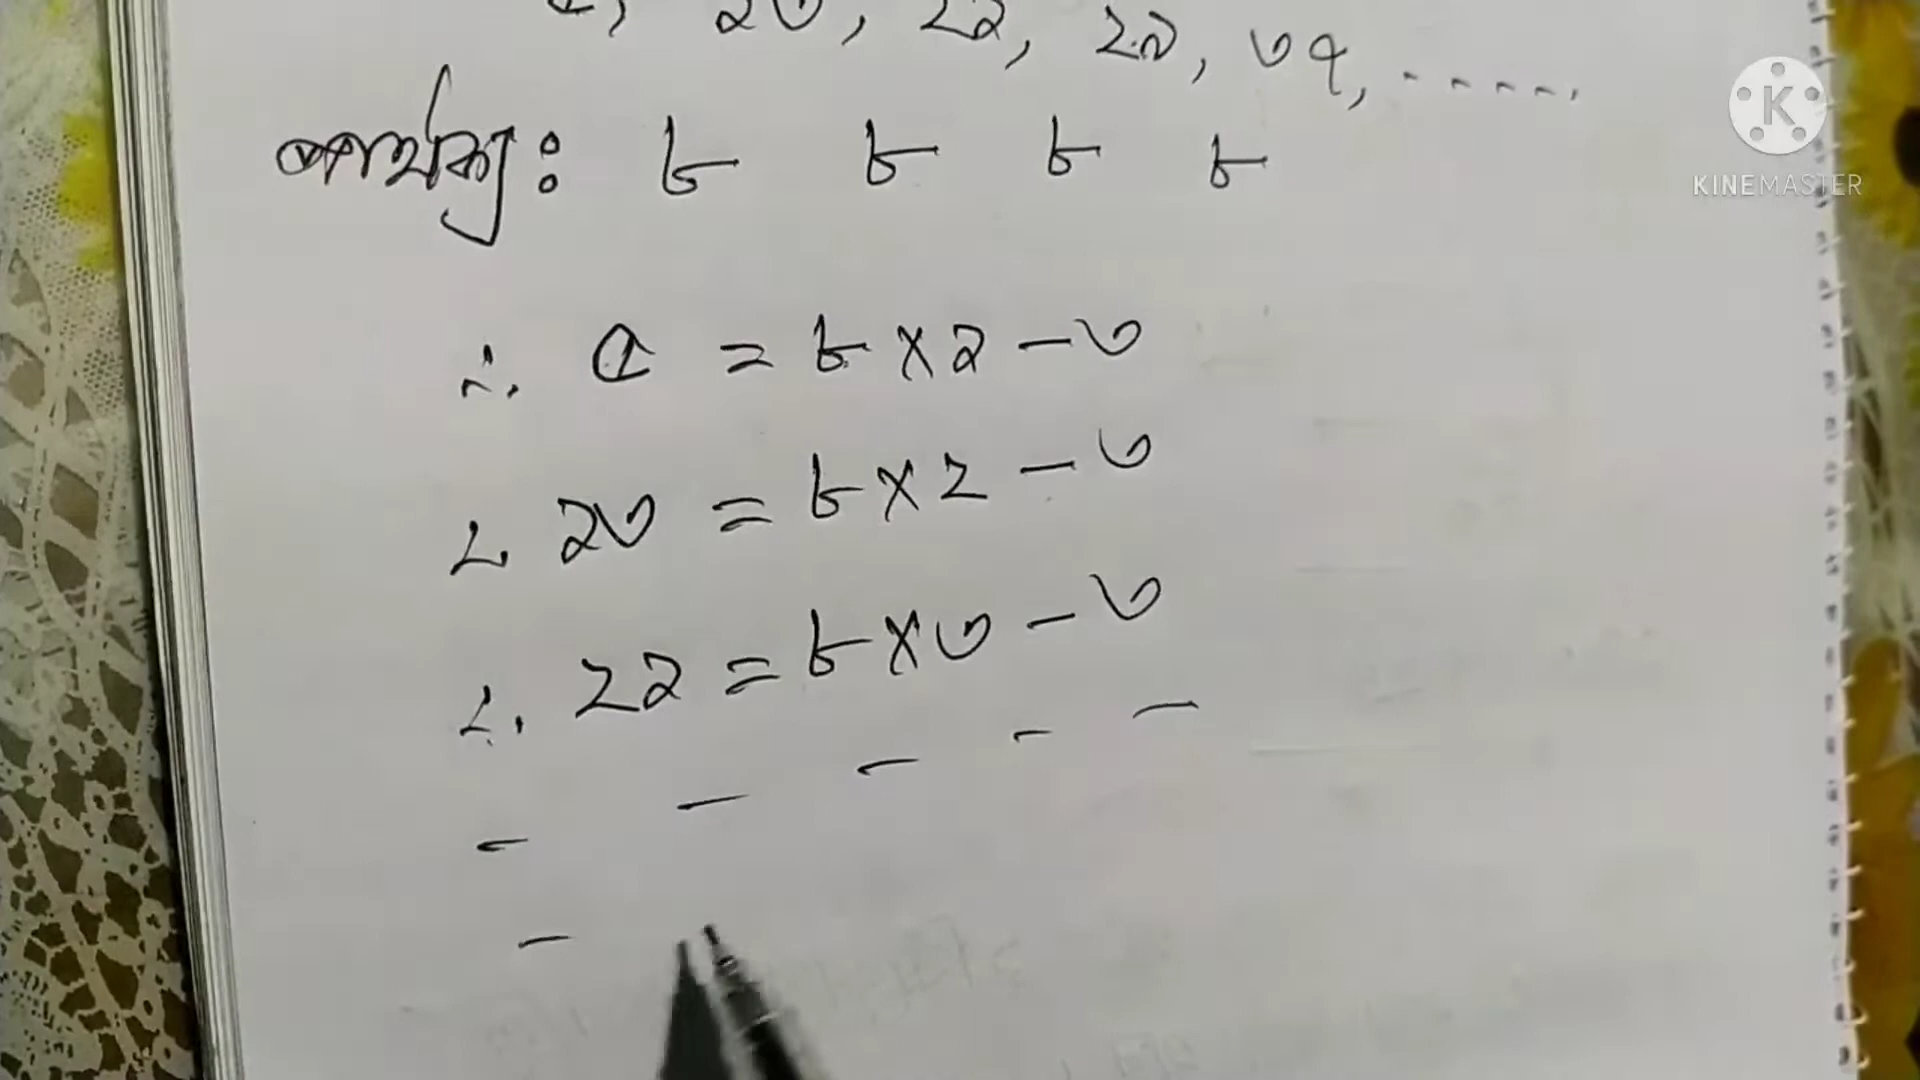 ৫, ১৩, ২১, ২৯, ৩৭, .....
পার্থক্য : ৮ ৮ ৮ ৮
∴ ৫ = ৮×১-৩
∴ ১৩ = ৮×২-৩
∴ ২১ = ৮×৩-৩
- - - - -
-
KINEMASTER